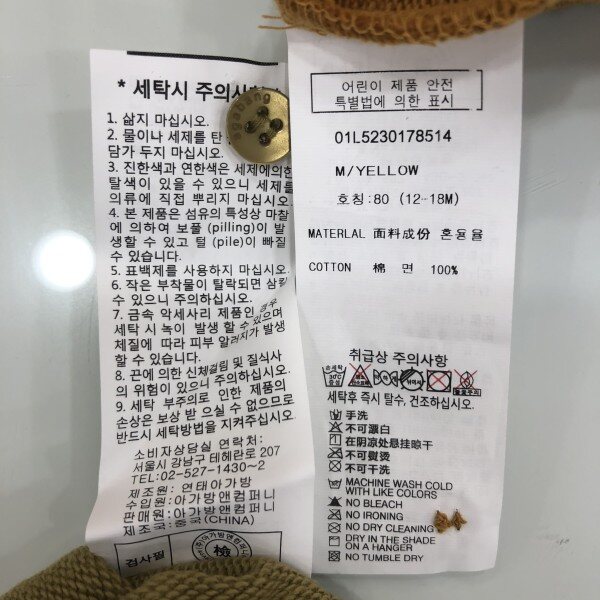 * 세탁시 주의사
1. 삶지 마십시오.
2. 물이나 세제를 탄
담가 두지 마십시오.
3. 진한색과 연한색은 세제에의한
탈색이 있을 수 있으니 세제를
의류에 직접 뿌리지 마십시오.
4. 본 제품은 섬유의 특성상 마찰
에 의하여 보풀 (pilling)이 발
생할 수 있고 털 (pile)이 빠질
수 있습니다.
5. 표백제를 사용하지 마십시오.
6. 작은 부착물이 탈락되면 삼킬
수 있으니 주의하십시오.
7. 금속 악세사리 제품인 경우
세탁 시 녹이 발생 할 수 있으며
체질에 따라 피부 알러지가 발생
할 수 있습니다.
8. 끈에 의한 신체걸림 및 질식사
의 위험이 있으니 주의하십시오.
9. 세탁 부주의로 인한 제품의
손상은 보상 받 으실 수 없으므로
반드시 세탁방법을 지켜주십시오.
소비자상담실 연락처:
서울시 강남구 테헤란로 207
TEL:02-527-1430~2
제조원: 연태아가방
수입원: 아가방앤컴퍼니
판매원: 아가방앤컴퍼니
제조국: 중국(CHINA)
검사필
檢
agabang
어린이 제품 안전
특별법에 의한 표시
01L5230178514
M/YELLOW
호칭:80 (12-18M)
MATERLAL 面料成份 혼용율
COTTON 棉 면 100%
취급상 주의사항
세탁후 즉시 탈수, 건조하십시오.
手洗
不可漂白
在阴凉处悬挂晾干
不可熨烫
不可干洗
MACHINE WASH COLD
WITH LIKE COLORS
NO BLEACH
NO IRONING
NO DRY CLEANING
DRY IN THE SHADE
ON A HANGER
NO TUMBLE DRY